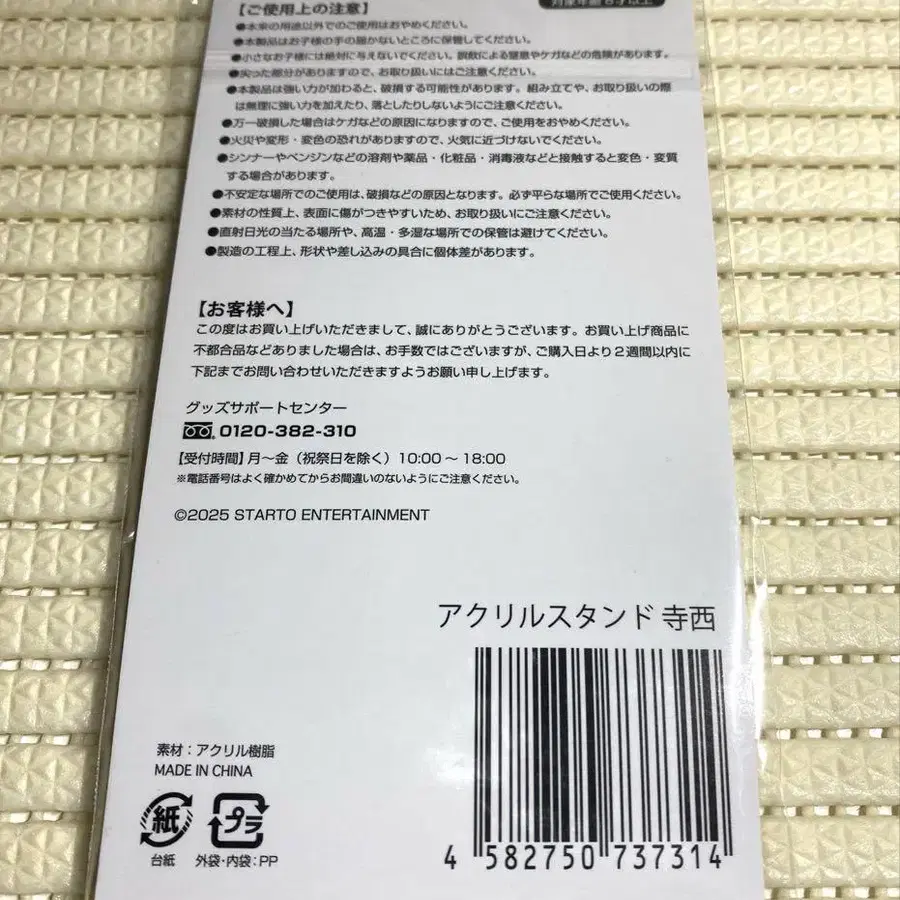 【ご使用上の注意】
●本来の用途以外でのご使用はおやめください。
●本製品はお子様の手の届かないところに保管してください。
●小さなお子様には絶対に与えないでください。誤飲による窒息やケガなどの危険があります。
●尖った部分がありますので、お取り扱いにはご注意ください。
●本製品は強い力が加わると、破損する可能性があります。組み立てや、お取り扱いの際
は無理に強い力を加えたり、落としたりしないようにご注意ください。
●万一破損した場合はケガなどの原因になりますので、ご使用をおやめください。
●火災や変形・変色の恐れがありますので、火気に近づけないでください。
●シンナーやベンジンなどの溶剤や薬品・化粧品・消毒液などと接触すると変色・変質
する場合があります。
●不安定な場所でのご使用は、破損などの原因となります。必ず平らな場所でご使用ください。
●素材の性質上、表面に傷がつきやすいため、お取り扱いにご注意ください。
●直射日光の当たる場所や、高温・多湿な場所での保管は避けてください。
●製造の工程上、形状や差し込みの具合に個体差があります。
【お客様へ】
この度はお買い上げいただきまして、誠にありがとうございます。お買い上げ商品に
不都合品などありました場合は、お手数ではございますが、ご購入日より2週間以内に
下記までお問い合わせいただきますようお願い申し上げます。
グッズサポートセンター
0120-382-310
【受付時間】月～金（祝祭日を除く）10:00～18:00
※電話番号はよく確かめてからお間違いのないようにご注意ください。
©2025 STARTO ENTERTAINMENT
アクリルスタンド 寺西
素材：アクリル樹脂
MADE IN CHINA
紙
プラ
台紙
外袋・内袋：PP
4 582750 737314